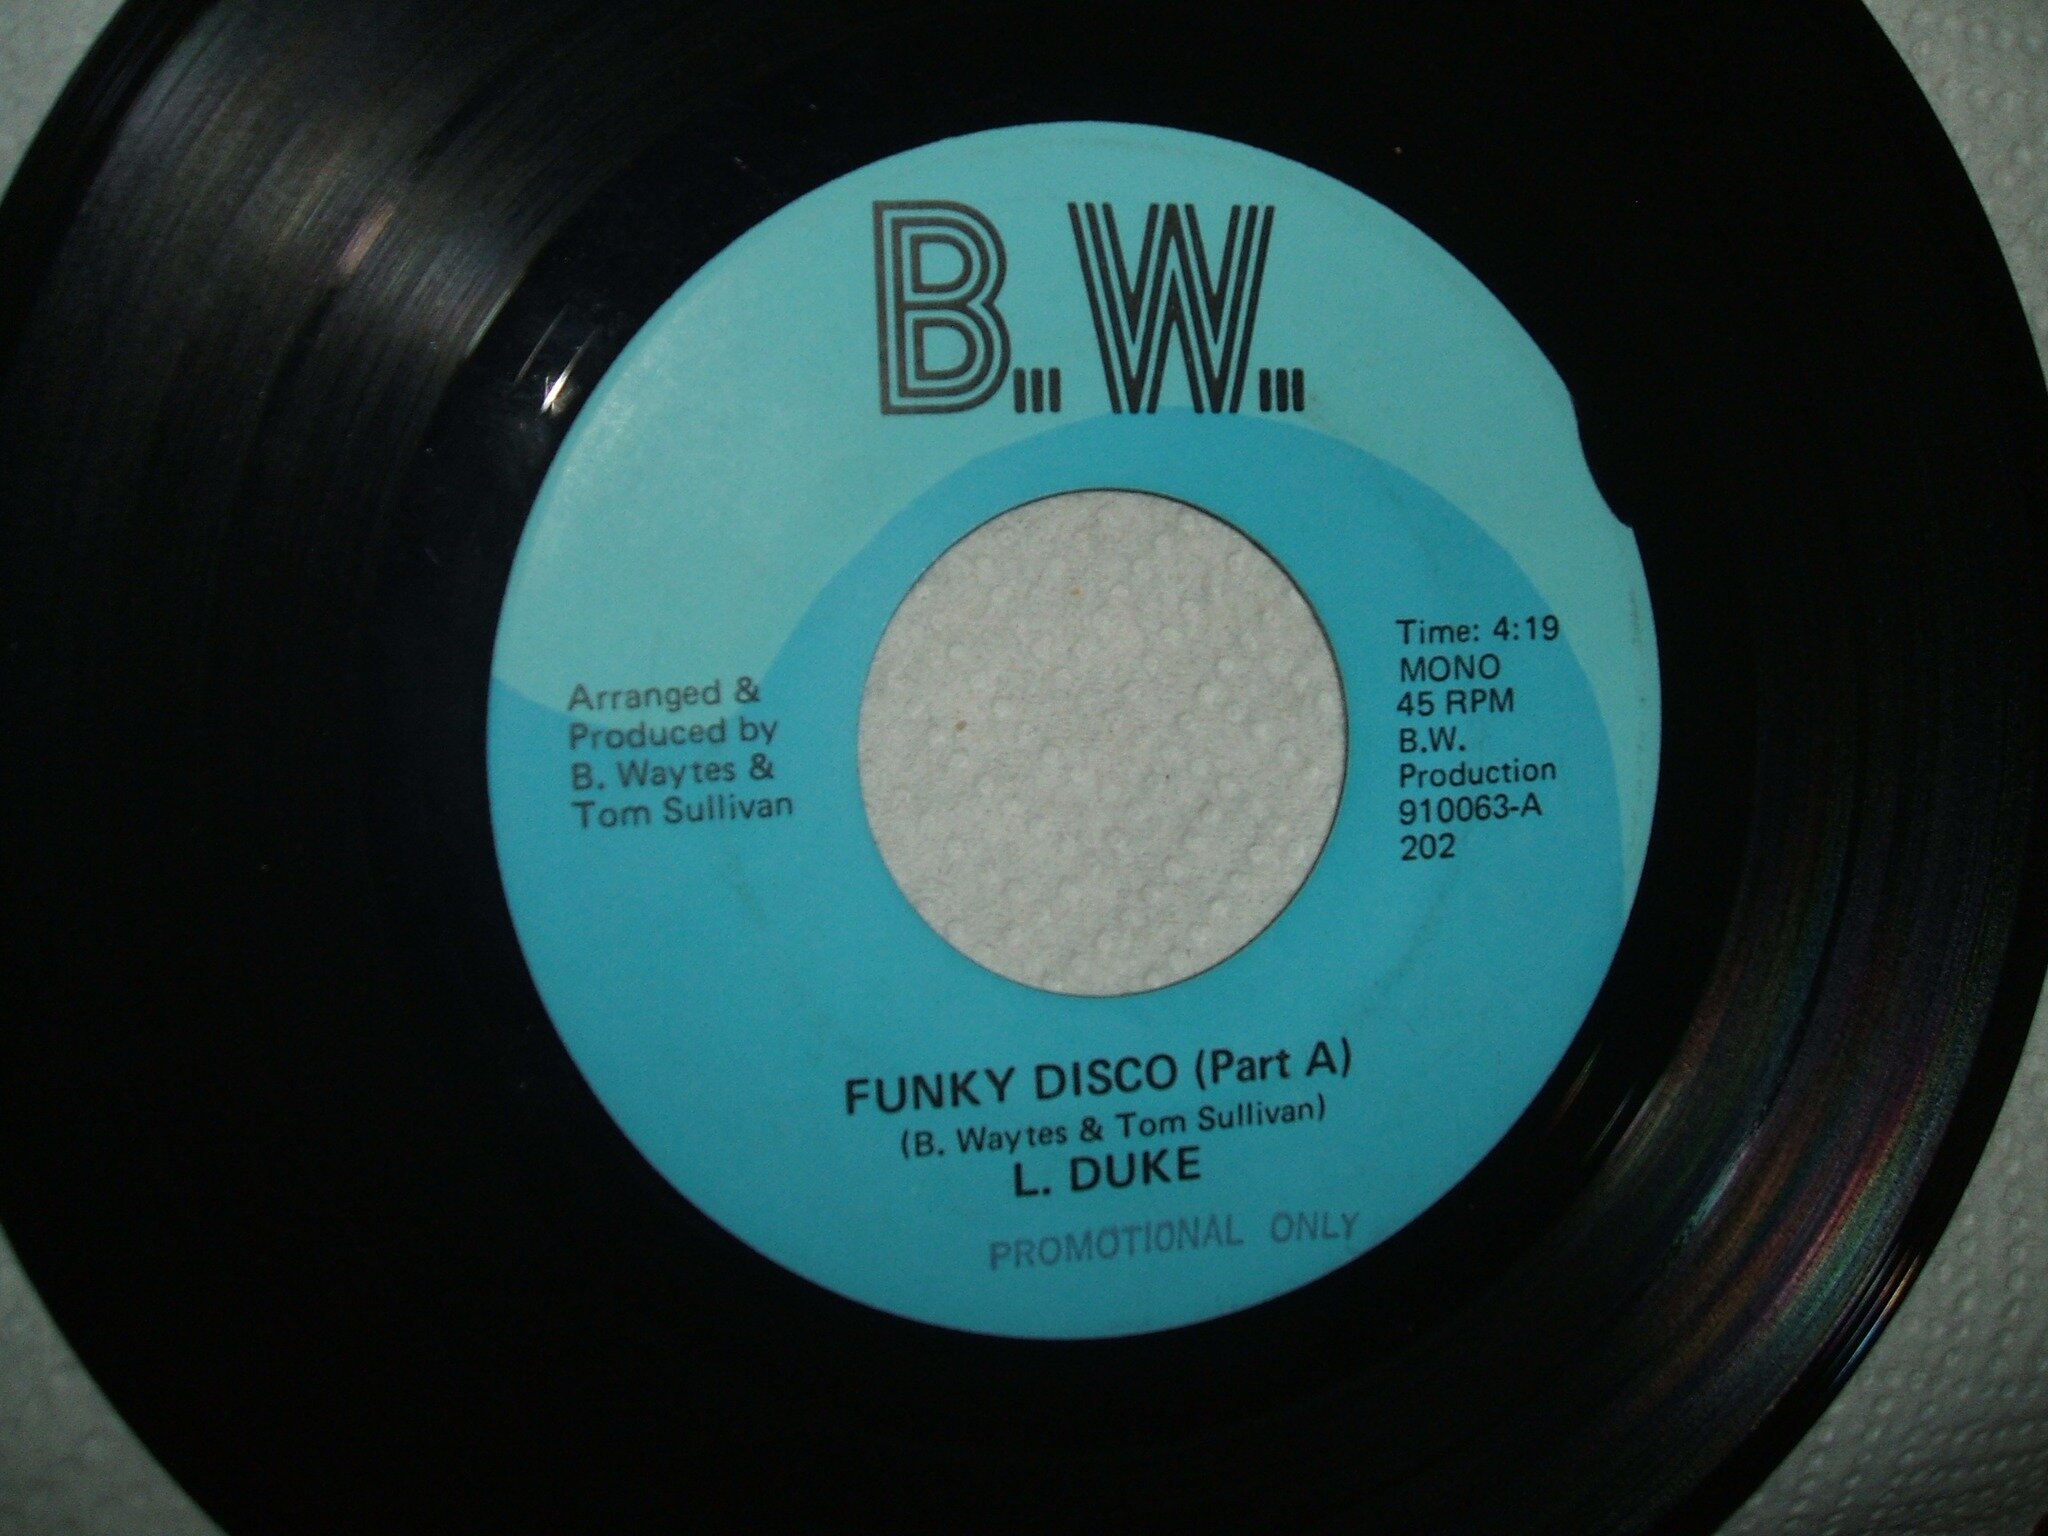 B. W.
Arranged &
Produced by
B. Waytes &
Tom Sullivan
Time: 4:19
MONO
45 RPM
B.W.
Production
910063-A
202
FUNKY DISCO (Part A)
(B. Waytes & Tom Sullivan)
L. DUKE
PROMOTIONAL ONLY